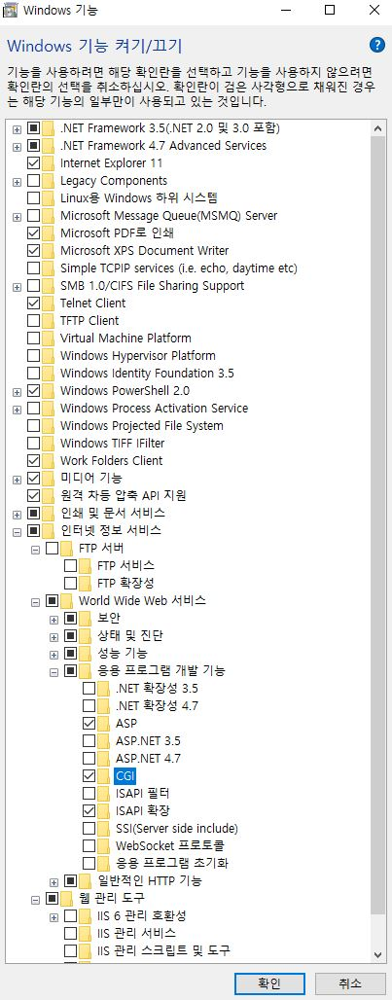 Windows 기능
Windows 기능 켜기/끄기
?
기능을 사용하려면 해당 확인란을 선택하고 기능을 사용하지 않으려면
확인란의 선택을 취소하십시오. 확인란이 검은 사각형으로 채워진 경우
는 해당 기능의 일부만이 사용되고 있는 것입니다.
.NET Framework 3.5(.NET 2.0 및 3.0 포함)
.NET Framework 4.7 Advanced Services
Internet Explorer 11
Legacy Components
Linux용 Windows 하위 시스템
Microsoft Message Queue(MSMQ) Server
Microsoft PDF로 인쇄
Microsoft XPS Document Writer
Simple TCPIP services (i.e. echo, daytime etc)
SMB 1.0/CIFS File Sharing Support
Telnet Client
TFTP Client
Virtual Machine Platform
Windows Hypervisor Platform
Windows Identity Foundation 3.5
Windows PowerShell 2.0
Windows Process Activation Service
Windows Projected File System
Windows TIFF IFilter
Work Folders Client
미디어 기능
원격 차등 압축 API 지원
인쇄 및 문서 서비스
인터넷 정보 서비스
FTP 서버
FTP 서비스
FTP 확장성
World Wide Web 서비스
보안
상태 및 진단
성능 기능
응용 프로그램 개발 기능
.NET 확장성 3.5
.NET 확장성 4.7
ASP
ASP.NET 3.5
ASP.NET 4.7
CGI
ISAPI 필터
ISAPI 확장
SSI(Server side include)
WebSocket 프로토콜
응용 프로그램 초기화
일반적인 HTTP 기능
웹 관리 도구
IIS 6 관리 호환성
IIS 관리 서비스
IIS 관리 스크립트 및 도구
확인
취소